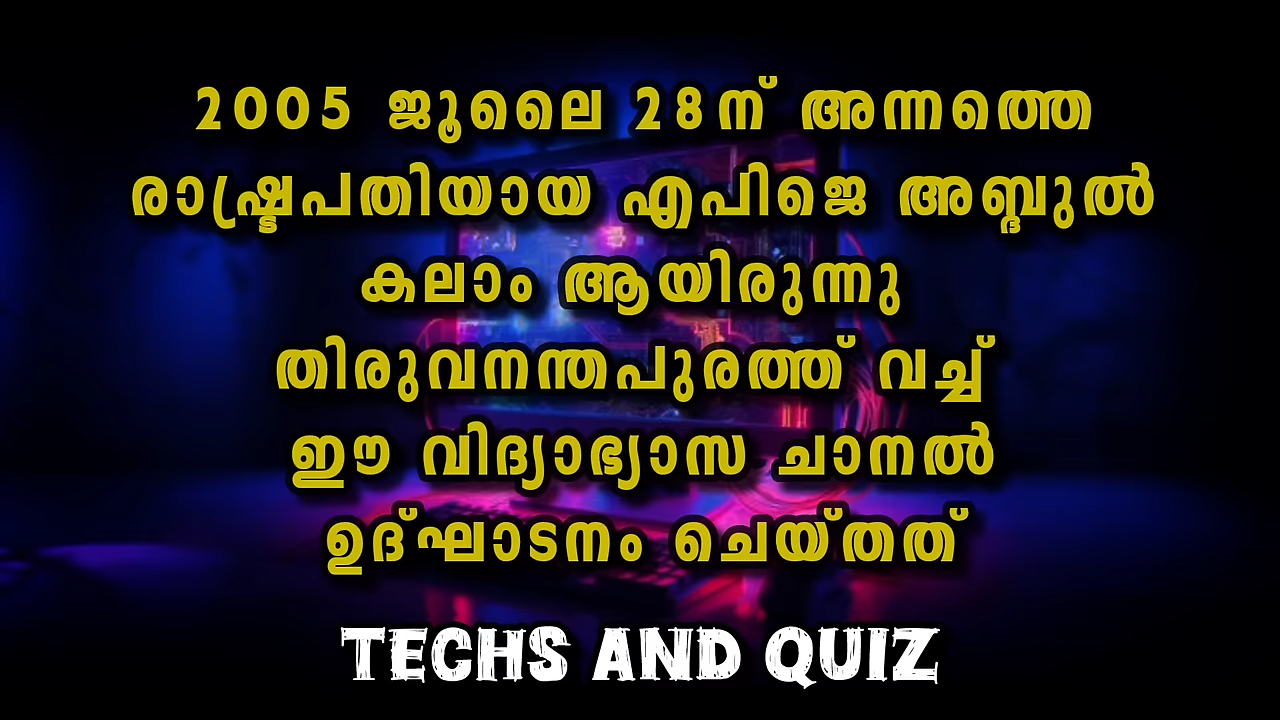 2005 ജൂലൈ 28ന് അന്നത്തെ
രാഷ്ട്രപതിയായ എപിജെ അബ്ദുൽ
കലാം ആയിരുന്നു
തിരുവനന്തപുരത്ത് വച്ച്
ഈ വിദ്യാഭ്യാസ ചാനൽ
ഉദ്ഘാടനം ചെയ്തത്
TECHS AND QUIZ